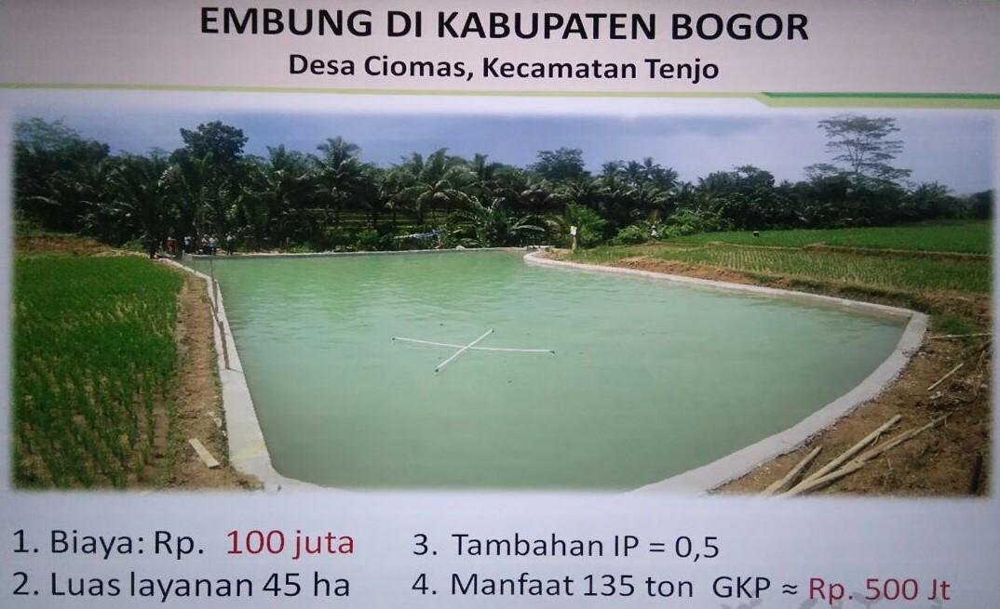 EMBUNG DI KABUPATEN BOGOR
Desa Ciomas, Kecamatan Tenjo
1. Biaya: Rp. 100 juta
2. Luas layanan 45 ha
3. Tambahan IP = 0,5
4. Manfaat 135 ton GKP ≈ Rp. 500 Jt